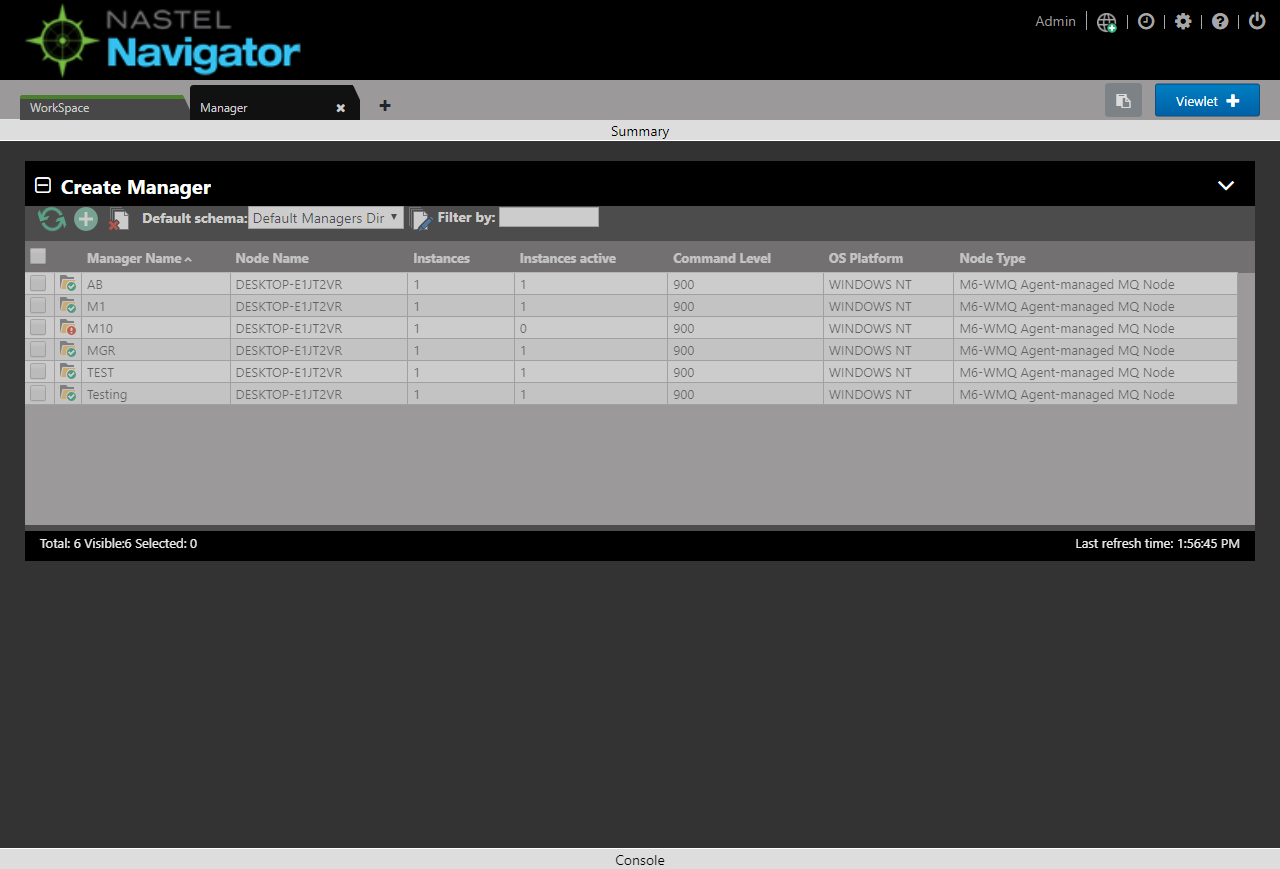 NASTEL
Navigator
Admin
WorkSpace
Manager
Viewlet
Summary
Create Manager
Default schema: Default Managers Dir Filter by:
Manager Name Node Name Instances Instances active Command Level OS Platform Node Type
AB DESKTOP-E1JT2VR 1 1 900 WINDOWS NT M6-WMQ Agent-managed MQ Node
M1 DESKTOP-E1JT2VR 1 1 900 WINDOWS NT M6-WMQ Agent-managed MQ Node
M10 DESKTOP-E1JT2VR 1 0 900 WINDOWS NT M6-WMQ Agent-managed MQ Node
MGR DESKTOP-E1JT2VR 1 1 900 WINDOWS NT M6-WMQ Agent-managed MQ Node
TEST DESKTOP-E1JT2VR 1 1 900 WINDOWS NT M6-WMQ Agent-managed MQ Node
Testing DESKTOP-E1JT2VR 1 1 900 WINDOWS NT M6-WMQ Agent-managed MQ Node
Total: 6 Visible:6 Selected: 0 Last refresh time: 1:56:45 PM
Console